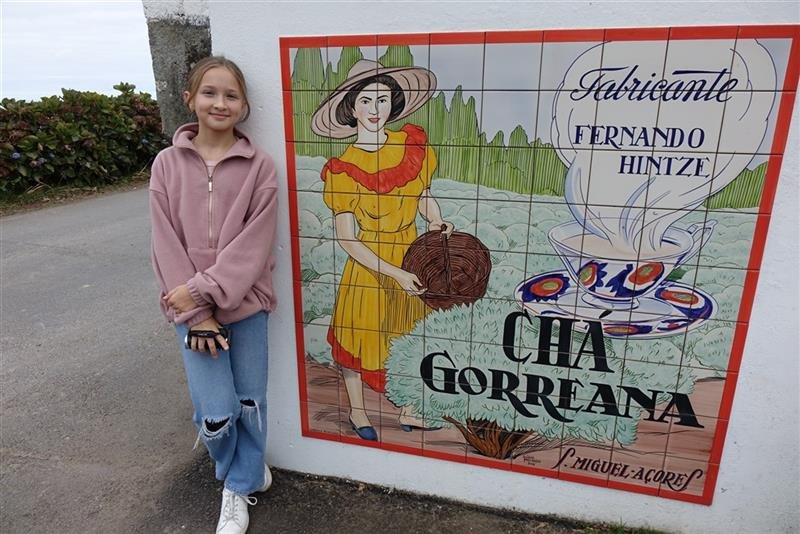 Fabricante
FERNANDO
HINTZE
CHÁ
GORREANA
S. MIGUEL-AÇORES